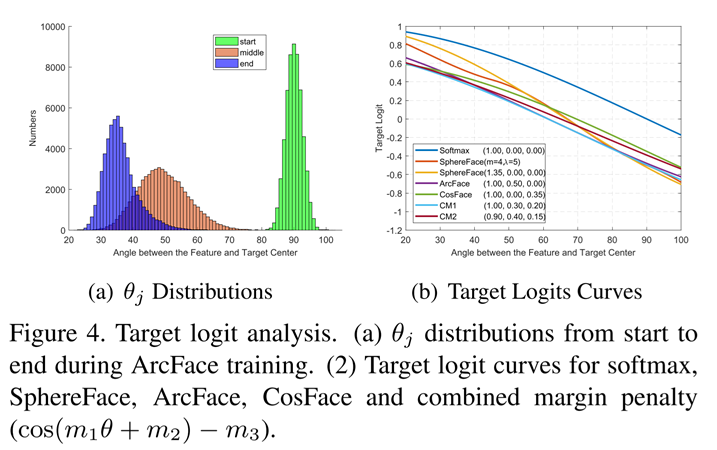 10000
8000
6000
4000
2000
0
Numbers
start
middle
end
20 30 40 50 60 70 80 90 100
Angle between the Feature and Target Center
(a) θj Distributions
1
0.8
0.6
0.4
0.2
0
-0.2
-0.4
-0.6
-0.8
-1
-1.2
Target Logit
Softmax (1.00, 0.00, 0.00)
SphereFace(m=4,λ=5)
SphereFace(1.35, 0.00, 0.00)
ArcFace (1.00, 0.50, 0.00)
CosFace (1.00, 0.00, 0.35)
CM1 (1.00, 0.30, 0.20)
CM2 (0.90, 0.40, 0.15)
20 30 40 50 60 70 80 90 100
Angle between the Feature and Target Center
(b) Target Logits Curves
Figure 4. Target logit analysis. (a) θj distributions from start to
end during ArcFace training. (2) Target logit curves for softmax,
SphereFace, ArcFace, CosFace and combined margin penalty
(cos(m1θ + m2) − m3).